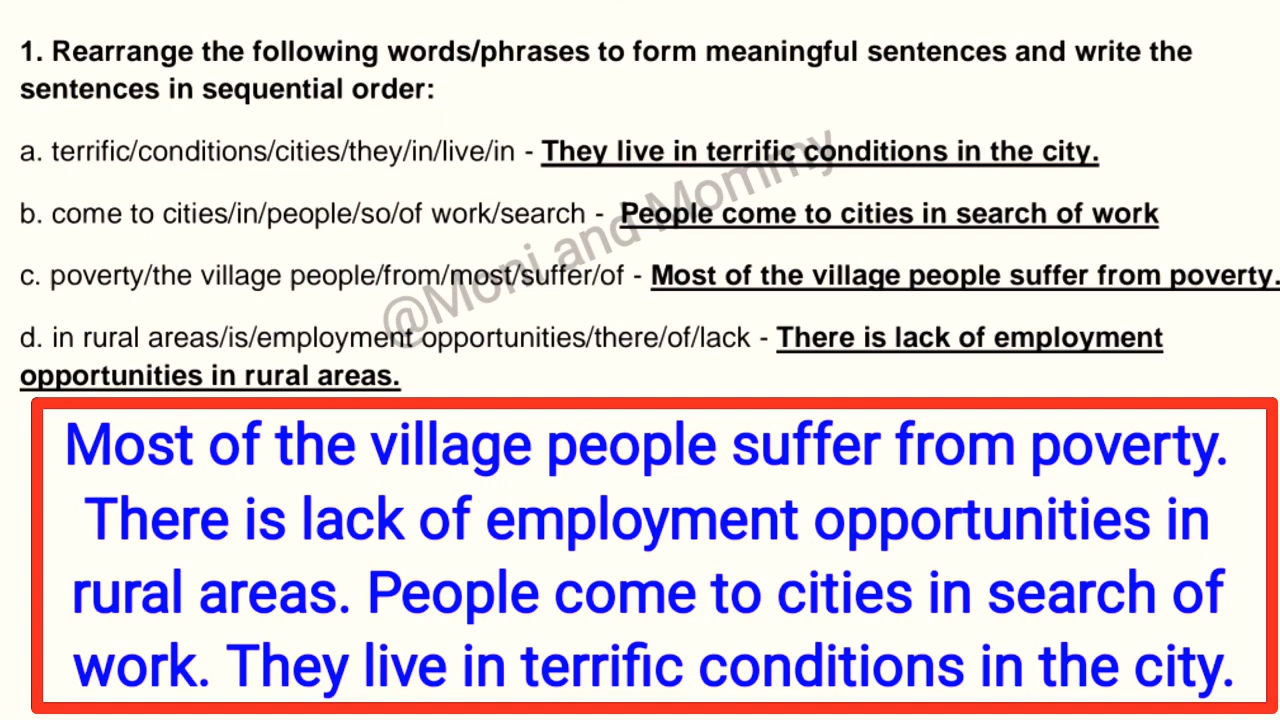 1. Rearrange the following words/phrases to form meaningful sentences and write the
sentences in sequential order:
a. terrific/conditions/cities/they/in/live/in - They live in terrific conditions in the city.
b. come to cities/in/people/so/of work/search - People come to cities in search of work
c. poverty/the village people/from/most/suffer/of - Most of the village people suffer from poverty.
d. in rural areas/is/employment opportunities/there/of/lack - There is lack of employment
opportunities in rural areas.
@Moni and Mommy
Most of the village people suffer from poverty.
There is lack of employment opportunities in
rural areas. People come to cities in search of
work. They live in terrific conditions in the city.